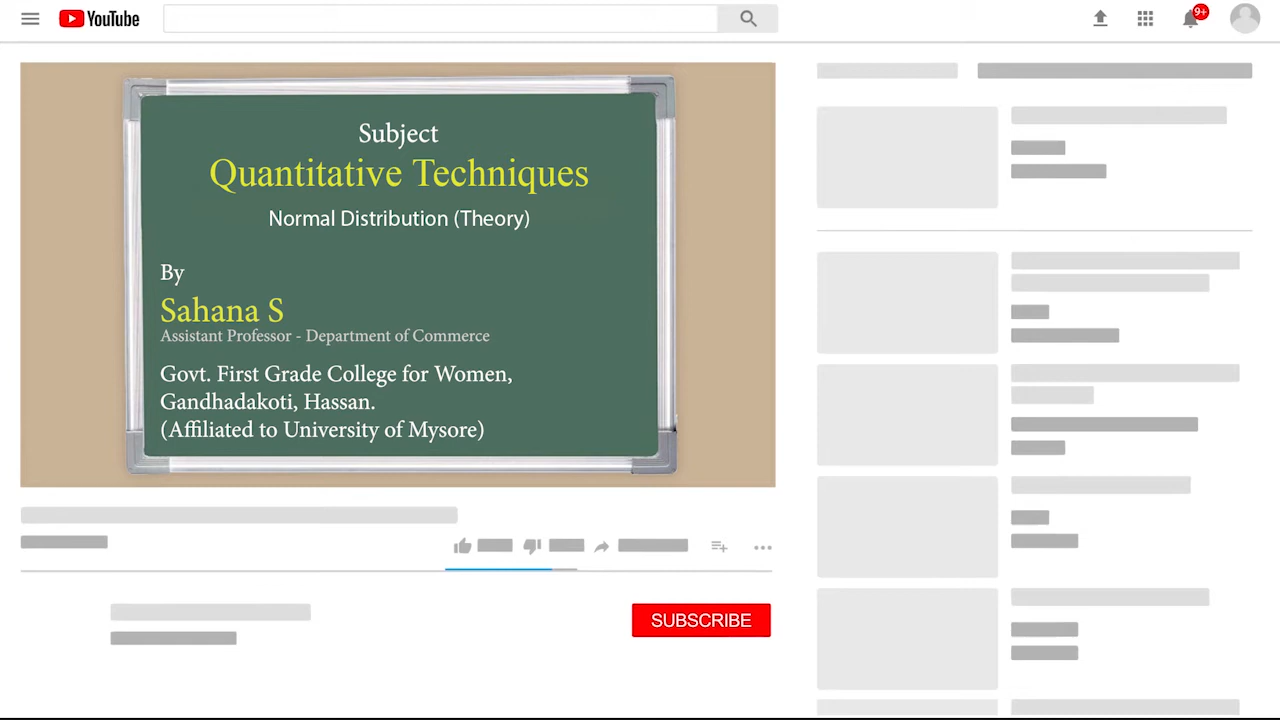 YouTube
9+
Subject
Quantitative Techniques
Normal Distribution (Theory)
By
Sahana S
Assistant Professor - Department of Commerce
Govt. First Grade College for Women,
Gandhadakoti, Hassan.
(Affiliated to University of Mysore)
SUBSCRIBE